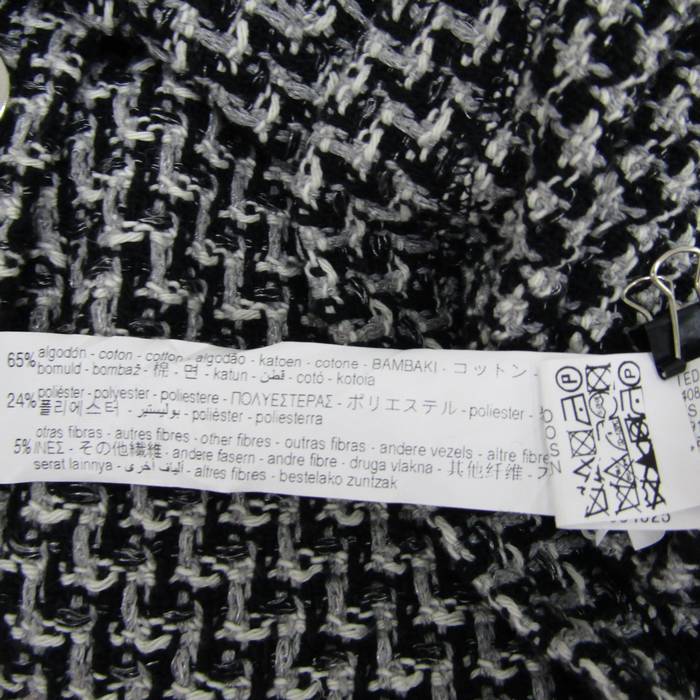 65% algodón - coton - cotton - algodão - katoen - cotone - ΒΑΜΒΑΚΙ - コットン -
bomuld - bombaž - 棉 - 면 - katun - قطن - cotó - kotoia
24% poliéster - polyester - poliestere - ΠΟΛΥΕΣΤΕΡΑΣ - ポリエステル - poliester -
폴리에스터 - بوليستير - poliéster - poliesterra
5% otras fibras - autres fibres - other fibres - outras fibras - andere vezels - altre fibre
ΙΝΕΣ - その他繊維 - andere fasern - andre fibre - druga vlakna - 其他纤维 -
serat lainnya - ألياف أخرى - altres fibres - bestelako zuntzak
P
P